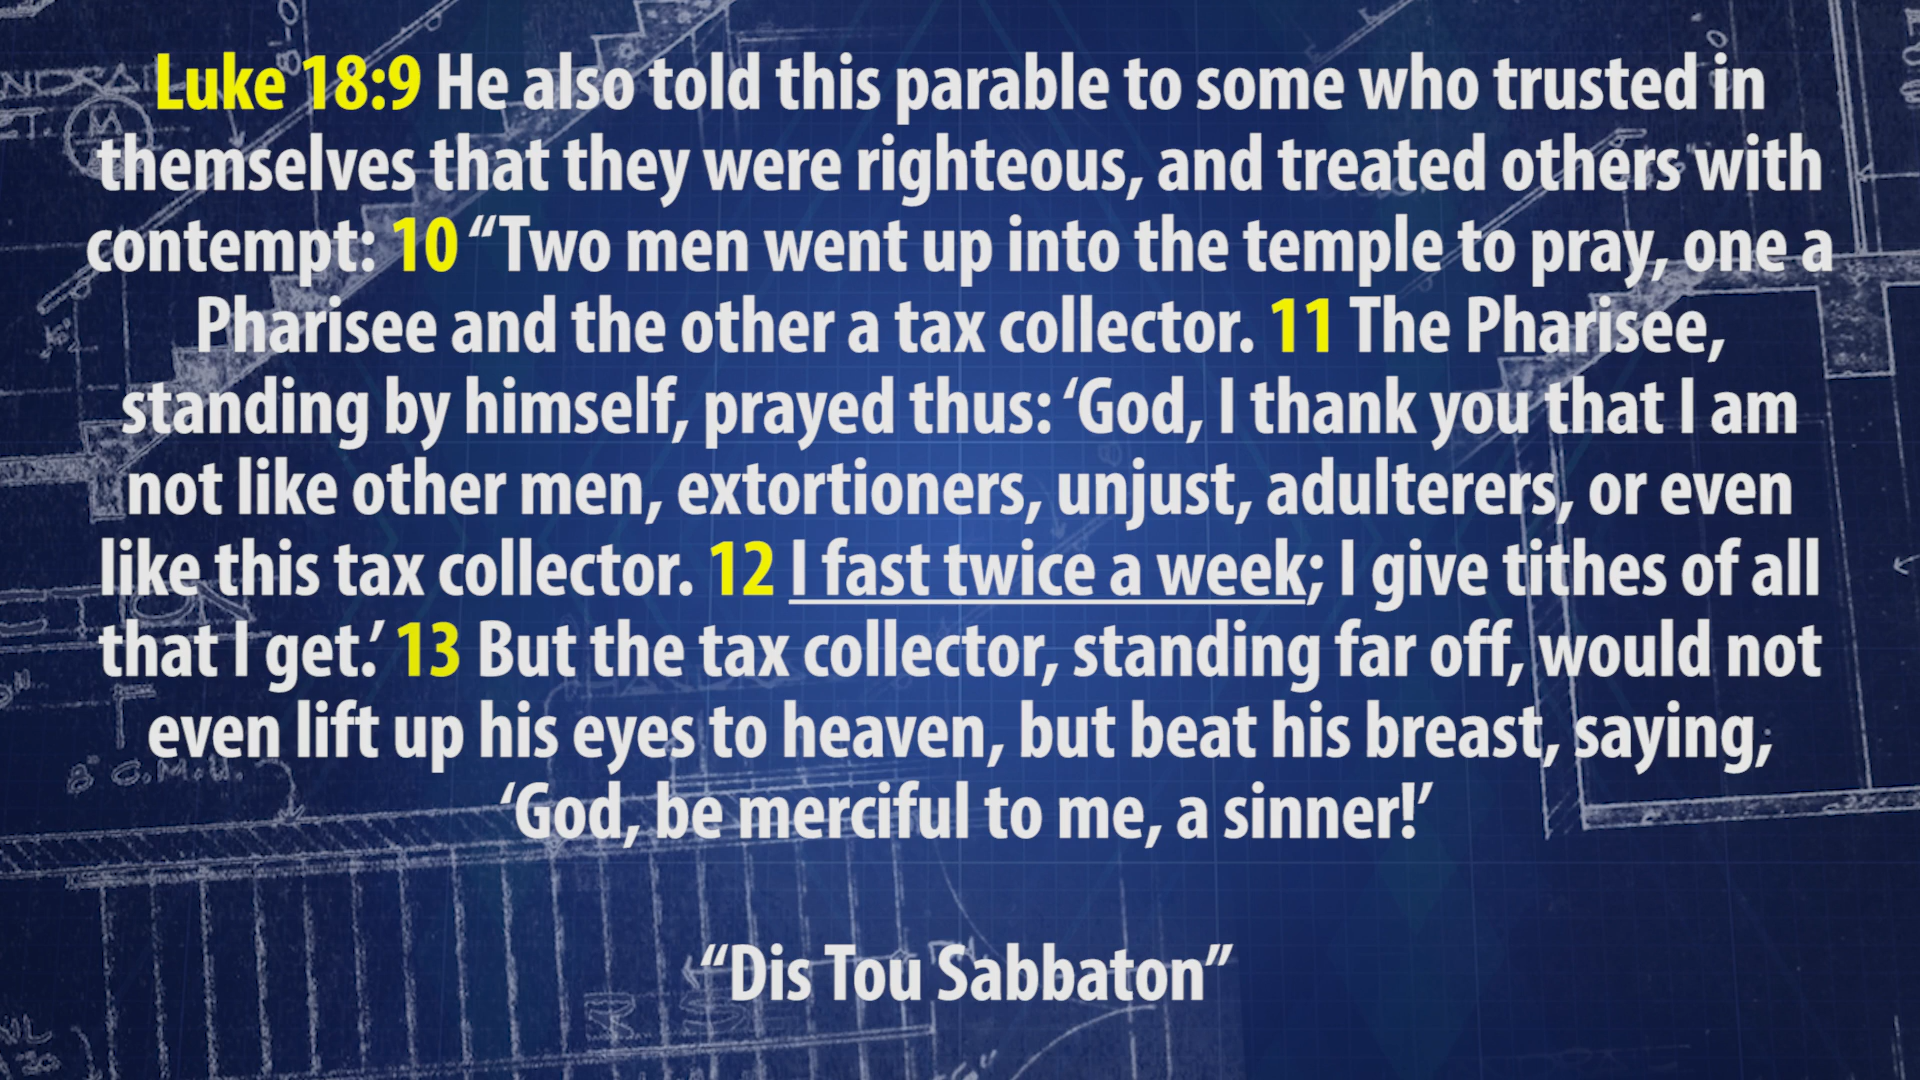 Luke 18:9 He also told this parable to some who trusted in
themselves that they were righteous, and treated others with
contempt: 10 “Two men went up into the temple to pray, one a
Pharisee and the other a tax collector. 11 The Pharisee,
standing by himself, prayed thus: ‘God, I thank you that I am
not like other men, extortioners, unjust, adulterers, or even
like this tax collector. 12 I fast twice a week; I give tithes of all
that I get.’ 13 But the tax collector, standing far off, would not
even lift up his eyes to heaven, but beat his breast, saying,
‘God, be merciful to me, a sinner!’
8" C.M.U.
“Dis Tou Sabbaton”